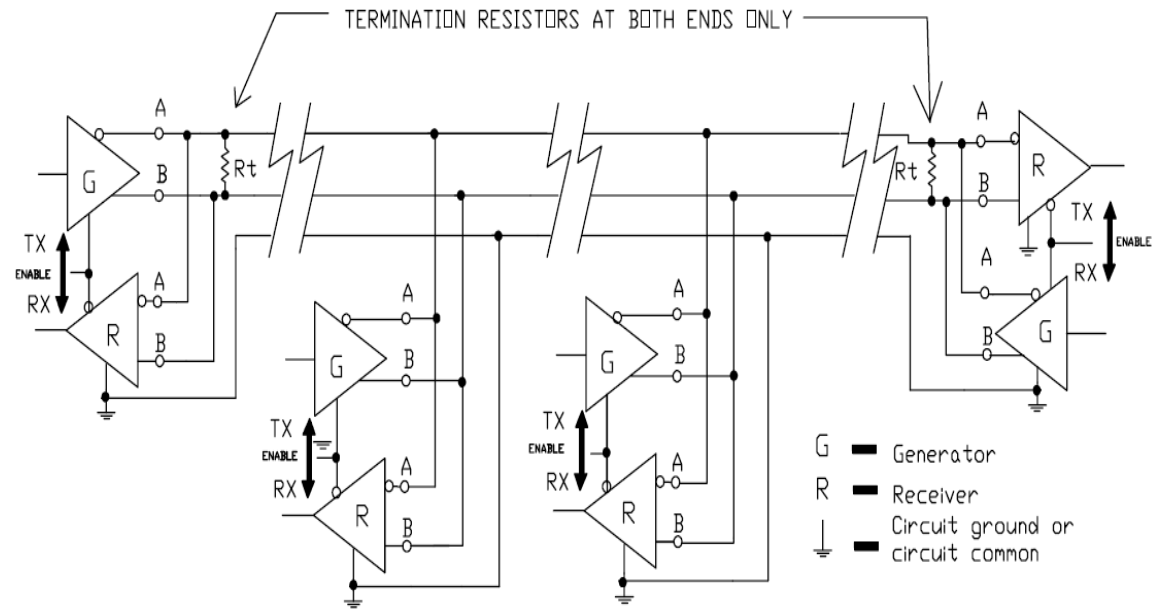 TERMINATION RESISTORS AT BOTH ENDS ONLY
A
A
G
B
Rt
Rt
B
R
TX
ENABLE
RX
TX
ENABLE
RX
A
R
B
A
B
G
A
G
B
A
G
B
TX
ENABLE
RX
TX
ENABLE
RX
A
R
B
A
R
B
G Generator
R Receiver
Circuit ground or
circuit common